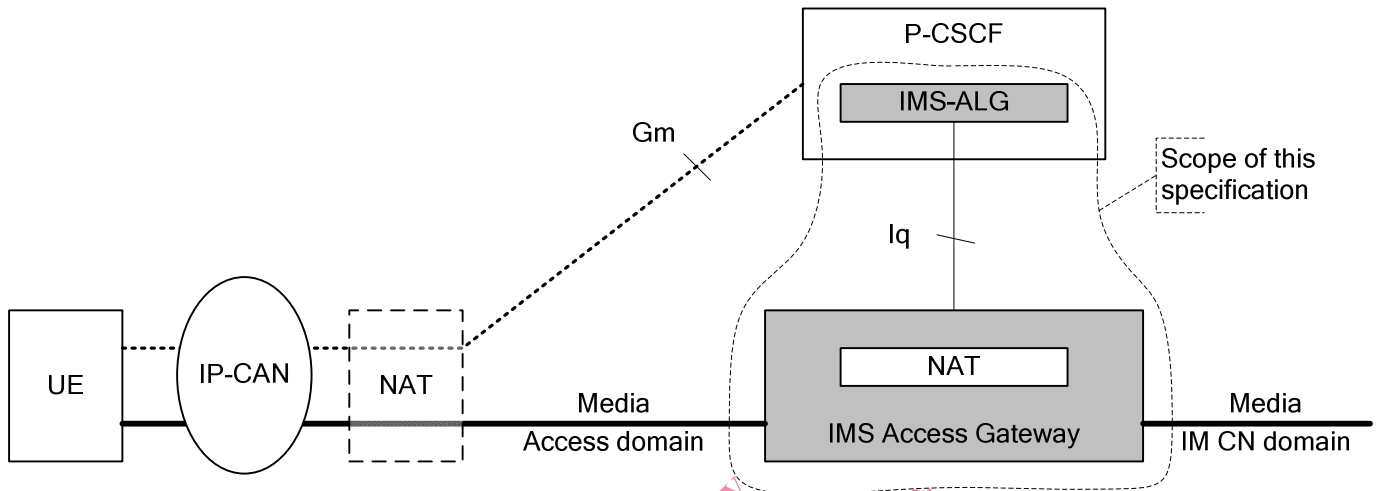 P-CSCF
IMS-ALG
Gm
Scope of this
specification
Iq
UE
IP-CAN
NAT
NAT
Media
Access domain
IMS Access Gateway
Media
IM CN domain